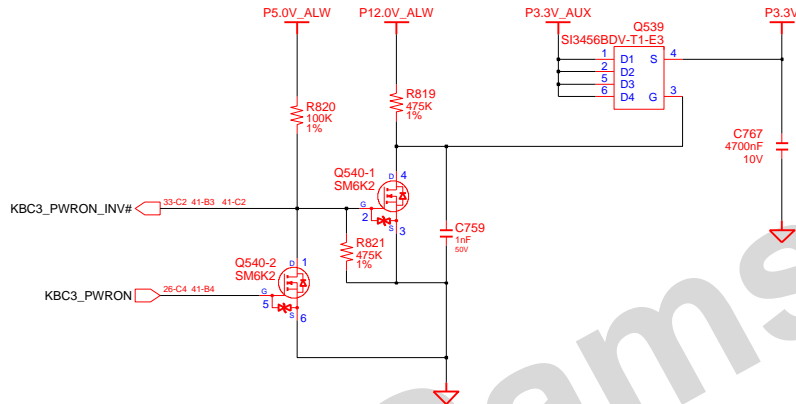 P5.0V_ALW
P12.0V_ALW
P3.3V_AUX
P3.3V
Q539
SI3456BDV-T1-E3
1 D1 S 4
2 D2
5 D3
6 D4 G 3
R819
475K
1%
R820
100K
1%
C767
4700nF
10V
Q540-1
SM6K2
D 4
G
2
S 3
KBC3_PWRON_INV#
33-C2 41-B3 41-C2
R821
475K
1%
C759
1nF
50V
Q540-2
SM6K2
D 1
G
5
S 6
KBC3_PWRON
26-C4 41-B4